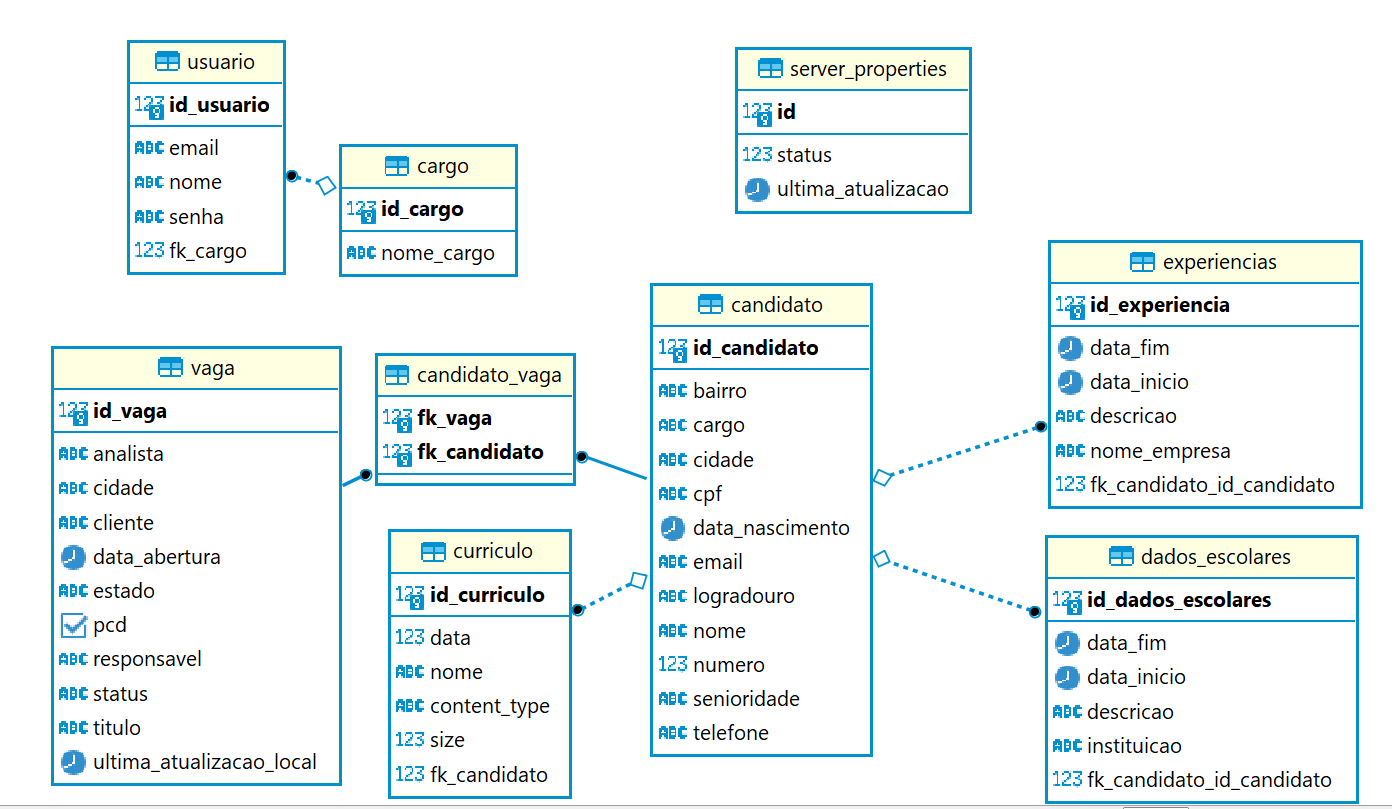 usuario
id_usuario
email
nome
senha
fk_cargo
cargo
id_cargo
nome_cargo
server_properties
id
status
ultima_atualizacao
vaga
id_vaga
analista
cidade
cliente
data_abertura
estado
pcd
responsavel
status
titulo
ultima_atualizacao_local
candidato_vaga
fk_vaga
fk_candidato
curriculo
id_curriculo
data
nome
content_type
size
fk_candidato
candidato
id_candidato
bairro
cargo
cidade
cpf
data_nascimento
email
logradouro
nome
numero
senioridade
telefone
experiencias
id_experiencia
data_fim
data_inicio
descricao
nome_empresa
fk_candidato_id_candidato
dados_escolares
id_dados_escolares
data_fim
data_inicio
descricao
instituicao
fk_candidato_id_candidato